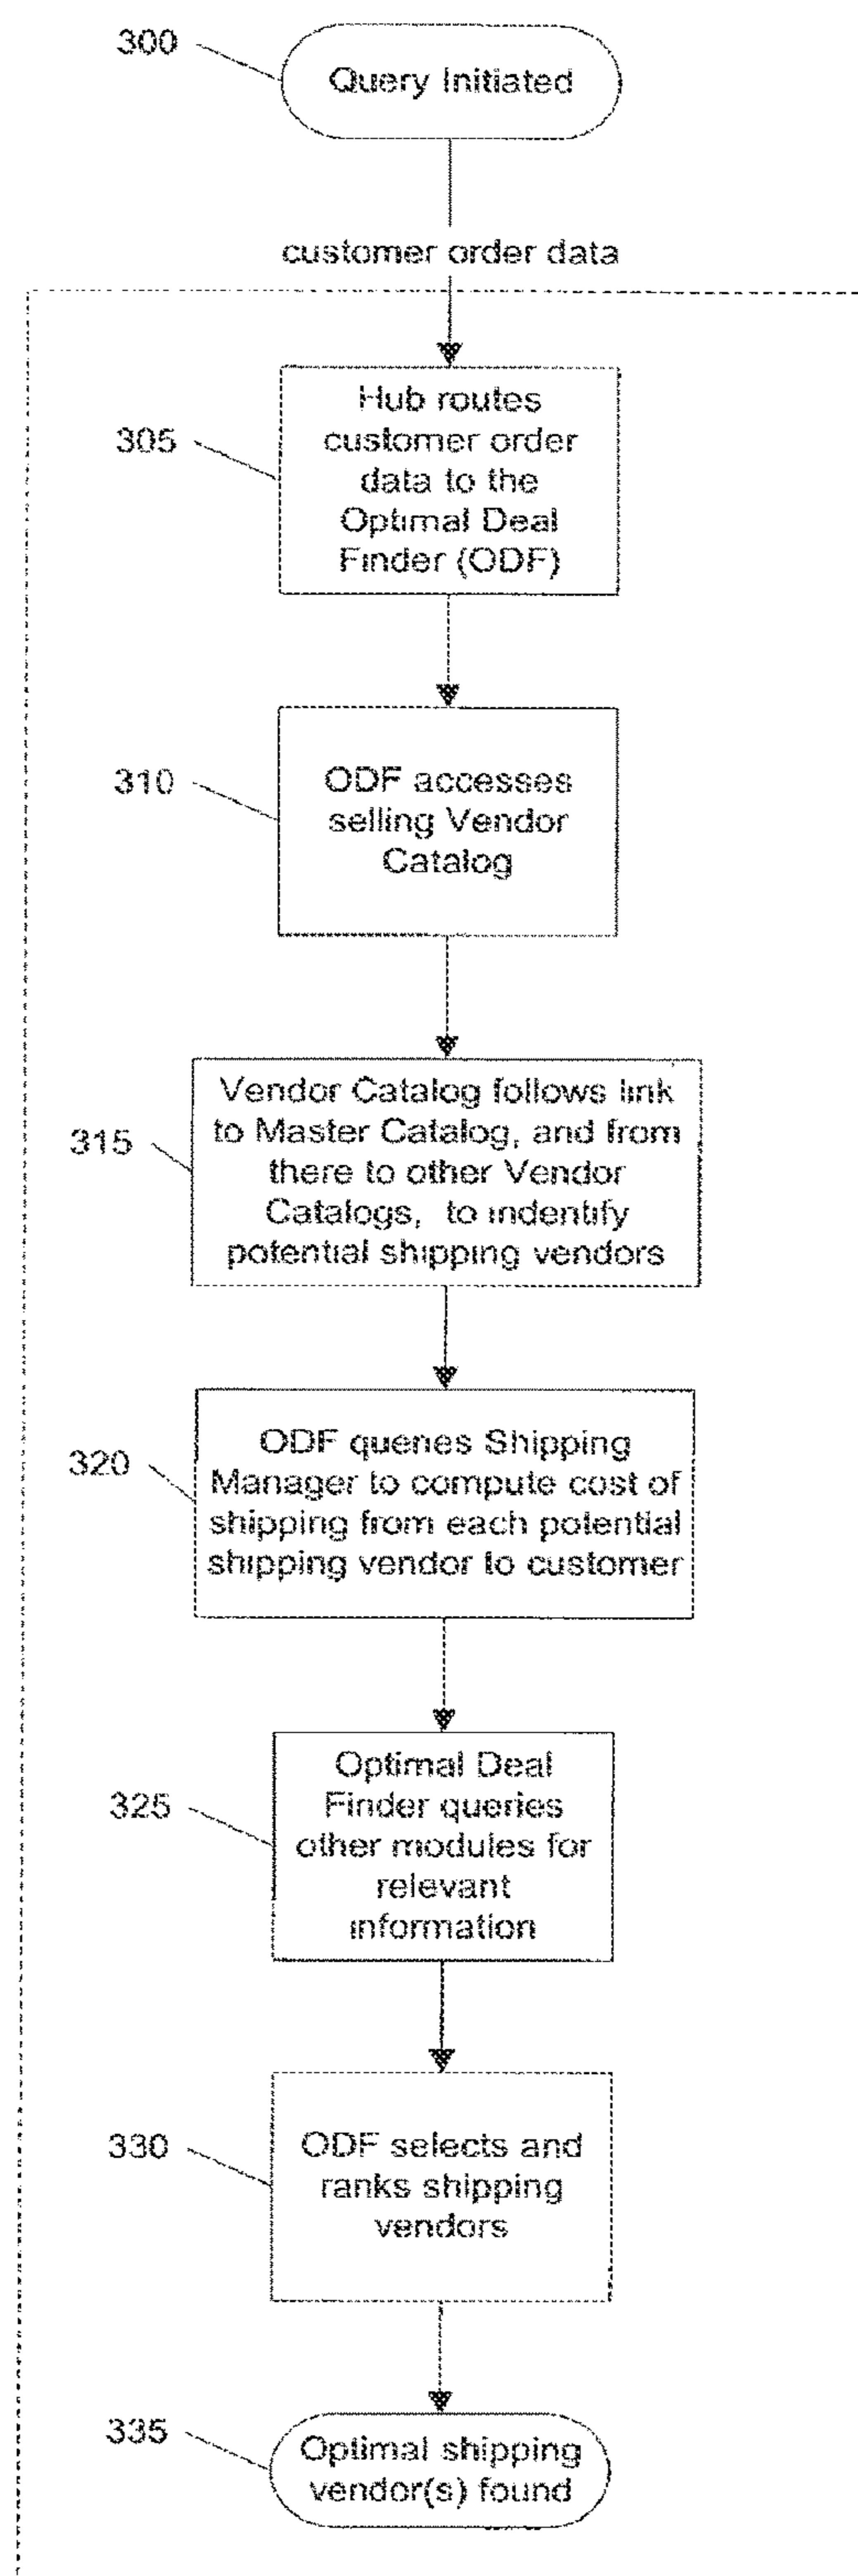 300
Query Initiated
customer order data
305
Hub routes
customer order
data to the
Optimal Deal
Finder (ODF)
310
ODF accesses
selling Vendor
Catalog
315
Vendor Catalog follows link
to Master Catalog, and from
there to other Vendor
Catalogs, to indentify
potential shipping vendors
320
ODF queries Shipping
Manager to compute cost of
shipping from each potential
shipping vendor to customer
325
Optimal Deal
Finder queries
other modules for
relevant
information
330
ODF selects and
ranks shipping
vendors
335
Optimal shipping
vendor(s) found